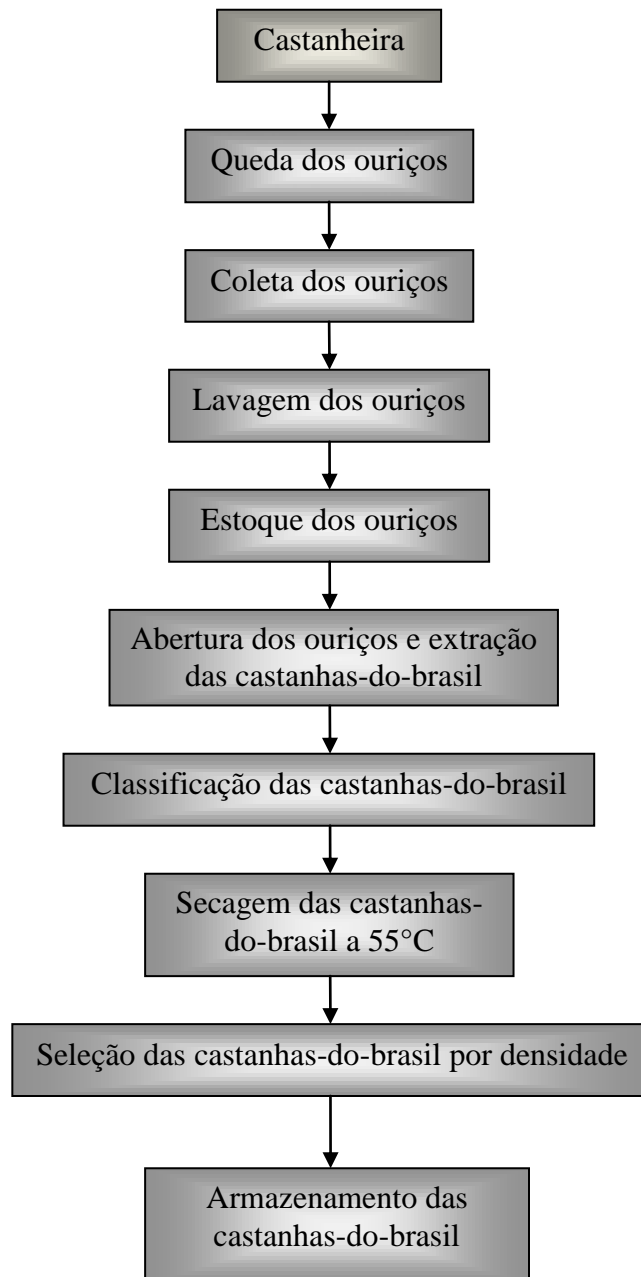 Castanheira
Queda dos ouriços
Coleta dos ouriços
Lavagem dos ouriços
Estoque dos ouriços
Abertura dos ouriços e extração
das castanhas-do-brasil
Classificação das castanhas-do-brasil
Secagem das castanhas-
do-brasil a 55°C
Seleção das castanhas-do-brasil por densidade
Armazenamento das
castanhas-do-brasil